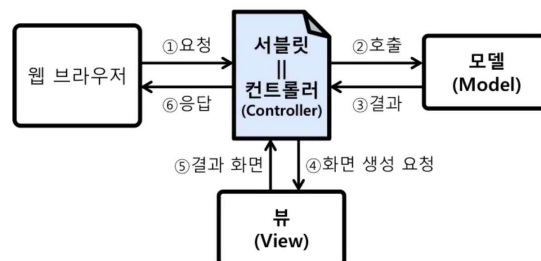 웹 브라우저
①요청
⑥응답
서블릿
||
컨트롤러
(Controller)
②호출
③결과
모델
(Model)
⑤결과 화면
④화면 생성 요청
뷰
(View)